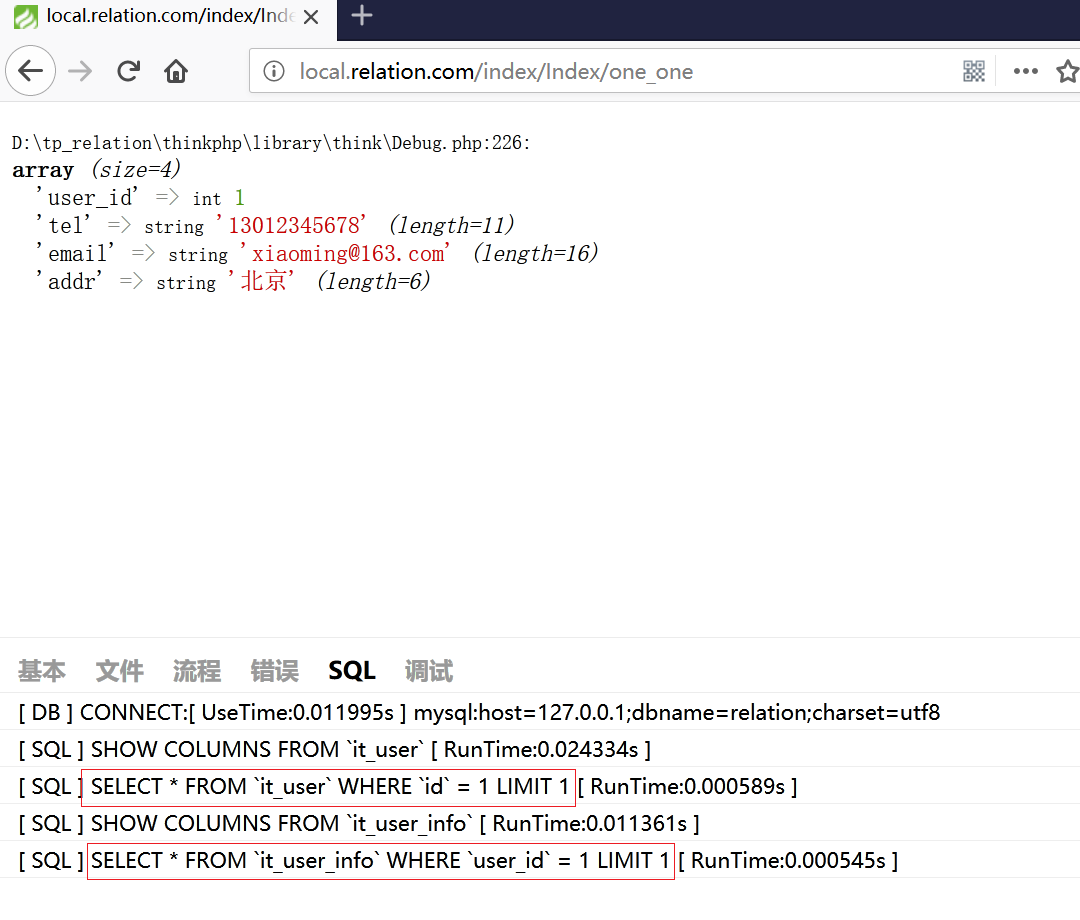 local.relation.com/index/Inde
local.relation.com/index/Index/one_one
D:\tp_relation\thinkphp\library\think\Debug.php:226:
array (size=4)
'user_id' => int 1
'tel' => string '13012345678' (length=11)
'email' => string 'xiaoming@163.com' (length=16)
'addr' => string '北京' (length=6)
基本 文件 流程 错误 SQL 调试
[ DB ] CONNECT:[ UseTime:0.011995s ] mysql:host=127.0.0.1;dbname=relation;charset=utf8
[ SQL ] SHOW COLUMNS FROM `it_user` [ RunTime:0.024334s ]
[ SQL ] SELECT * FROM `it_user` WHERE `id` = 1 LIMIT 1 [ RunTime:0.000589s ]
[ SQL ] SHOW COLUMNS FROM `it_user_info` [ RunTime:0.011361s ]
[ SQL ] SELECT * FROM `it_user_info` WHERE `user_id` = 1 LIMIT 1 [ RunTime:0.000545s ]